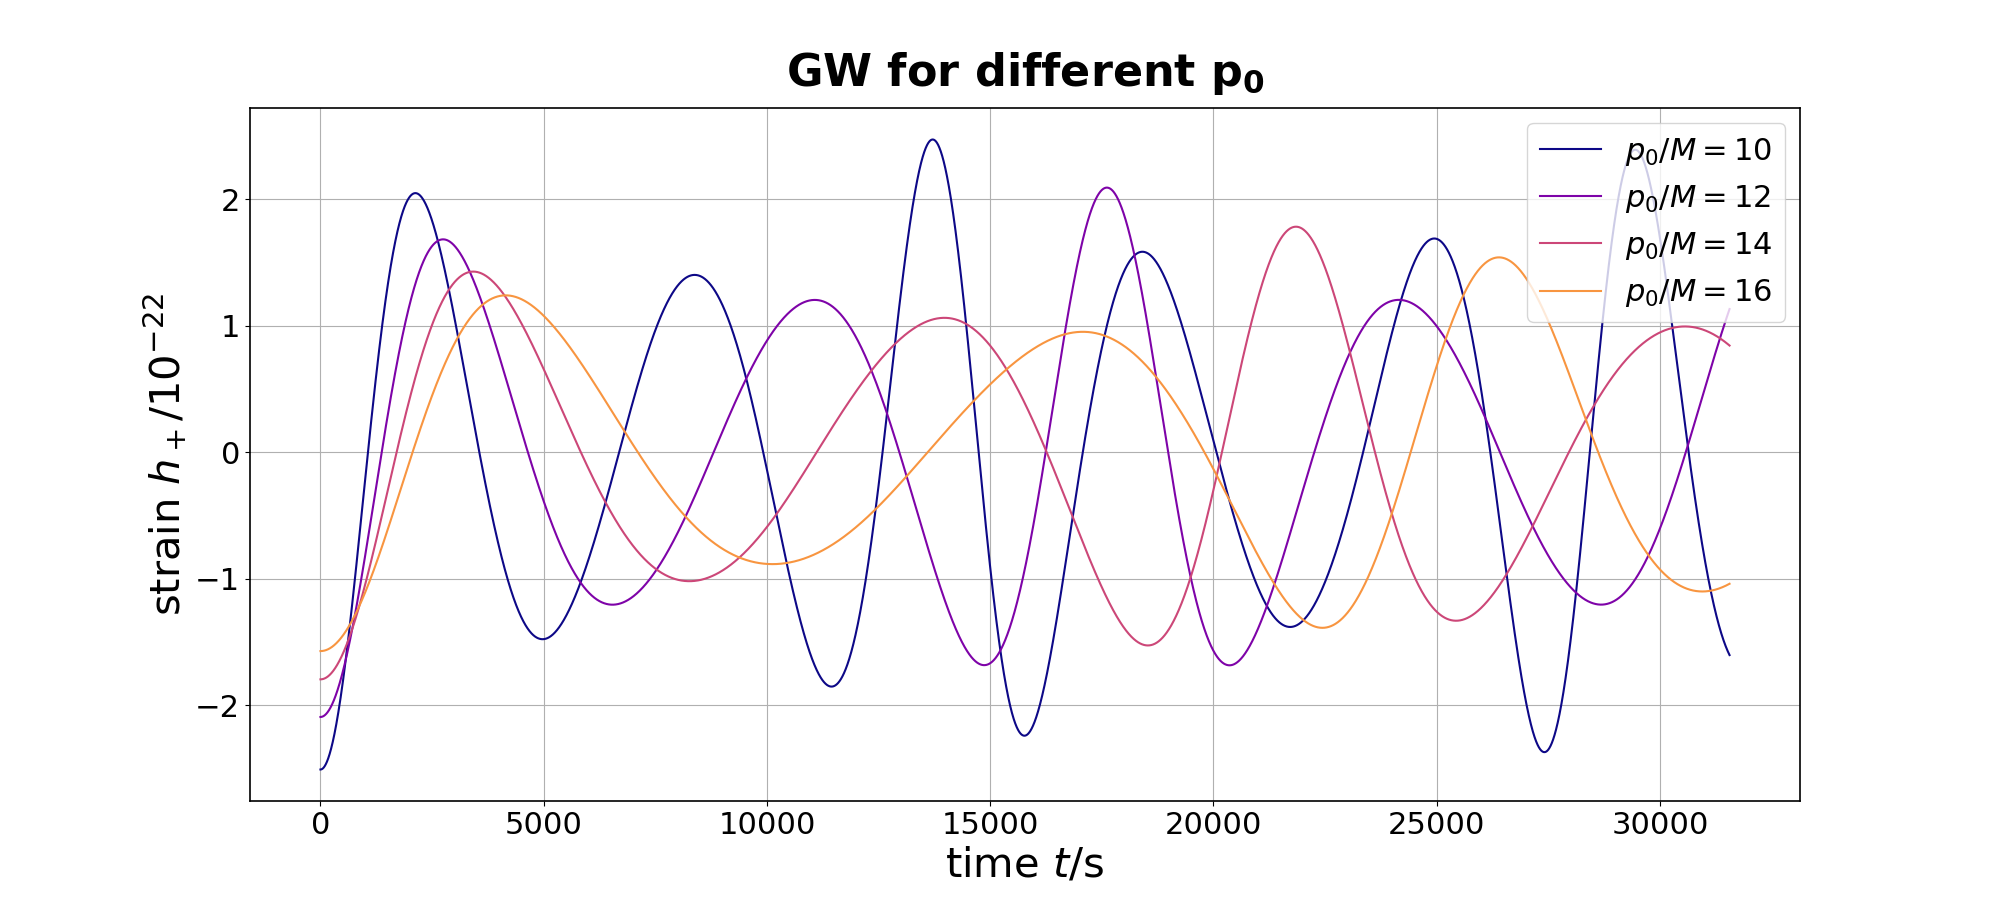 GW for different p₀
strain h₊/10⁻²²
2
1
0
−1
−2
p₀/M = 10
p₀/M = 12
p₀/M = 14
p₀/M = 16
0 5000 10000 15000 20000 25000 30000
time t/s